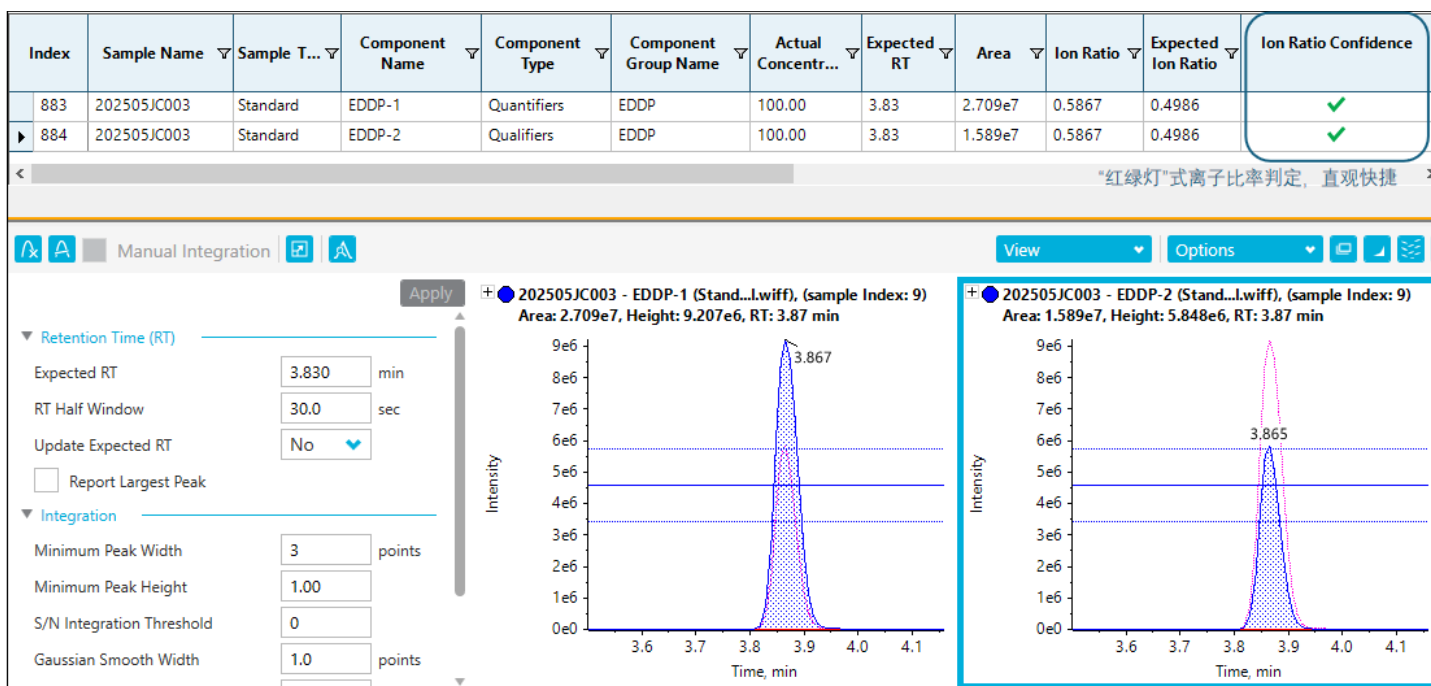 Index Sample Name Sample T... Component Name Component Type Component Group Name Actual Concentr... Expected RT Area Ion Ratio Expected Ion Ratio Ion Ratio Confidence
883 202505JC003 Standard EDDP-1 Quantifiers EDDP 100.00 3.83 2.709e7 0.5867 0.4986
884 202505JC003 Standard EDDP-2 Qualifiers EDDP 100.00 3.83 1.589e7 0.5867 0.4986
“红绿灯”式离子比率判定，直观快捷
Manual Integration View Options
Apply
Retention Time (RT)
Expected RT 3.830 min
RT Half Window 30.0 sec
Update Expected RT No
Report Largest Peak
Integration
Minimum Peak Width 3 points
Minimum Peak Height 1.00
S/N Integration Threshold 0
Gaussian Smooth Width 1.0 points
202505JC003 - EDDP-1 (Stand...l.wiff), (sample Index: 9)
Area: 2.709e7, Height: 9.207e6, RT: 3.87 min
3.867
9e6
8e6
7e6
6e6
5e6
4e6
3e6
2e6
1e6
0e0
Intensity
3.6 3.7 3.8 3.9 4.0 4.1
Time, min
202505JC003 - EDDP-2 (Stand...l.wiff), (sample Index: 9)
Area: 1.589e7, Height: 5.848e6, RT: 3.87 min
3.865
9e6
8e6
7e6
6e6
5e6
4e6
3e6
2e6
1e6
0e0
Intensity
3.6 3.7 3.8 3.9 4.0 4.1
Time, min